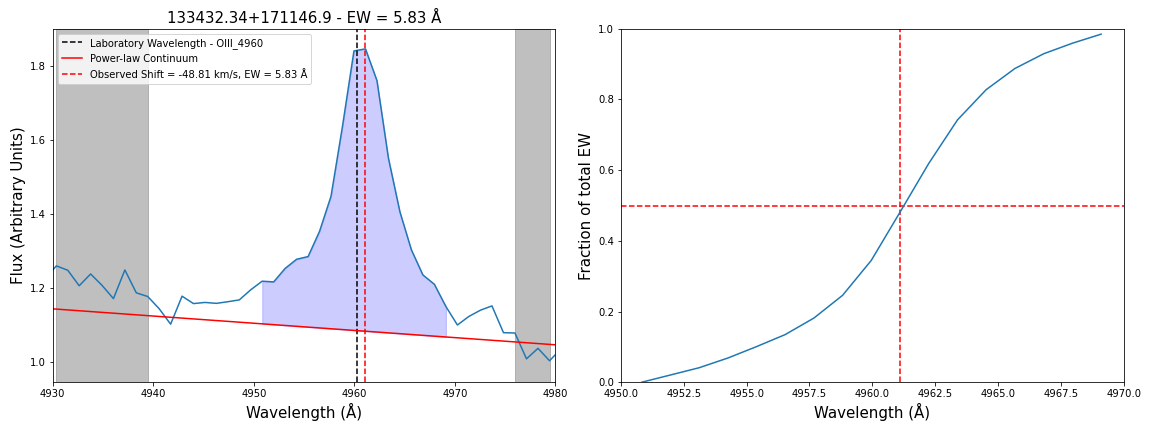 133432.34+171146.9 - EW = 5.83 Å
Laboratory Wavelength - OIII_4960
Power-law Continuum
Observed Shift = -48.81 km/s, EW = 5.83 Å
Flux (Arbitrary Units)
1.8
1.6
1.4
1.2
1.0
4930 4940 4950 4960 4970 4980
Wavelength (Å)
Fraction of total EW
1.0
0.8
0.6
0.4
0.2
0.0
4950.0 4952.5 4955.0 4957.5 4960.0 4962.5 4965.0 4967.5 4970.0
Wavelength (Å)